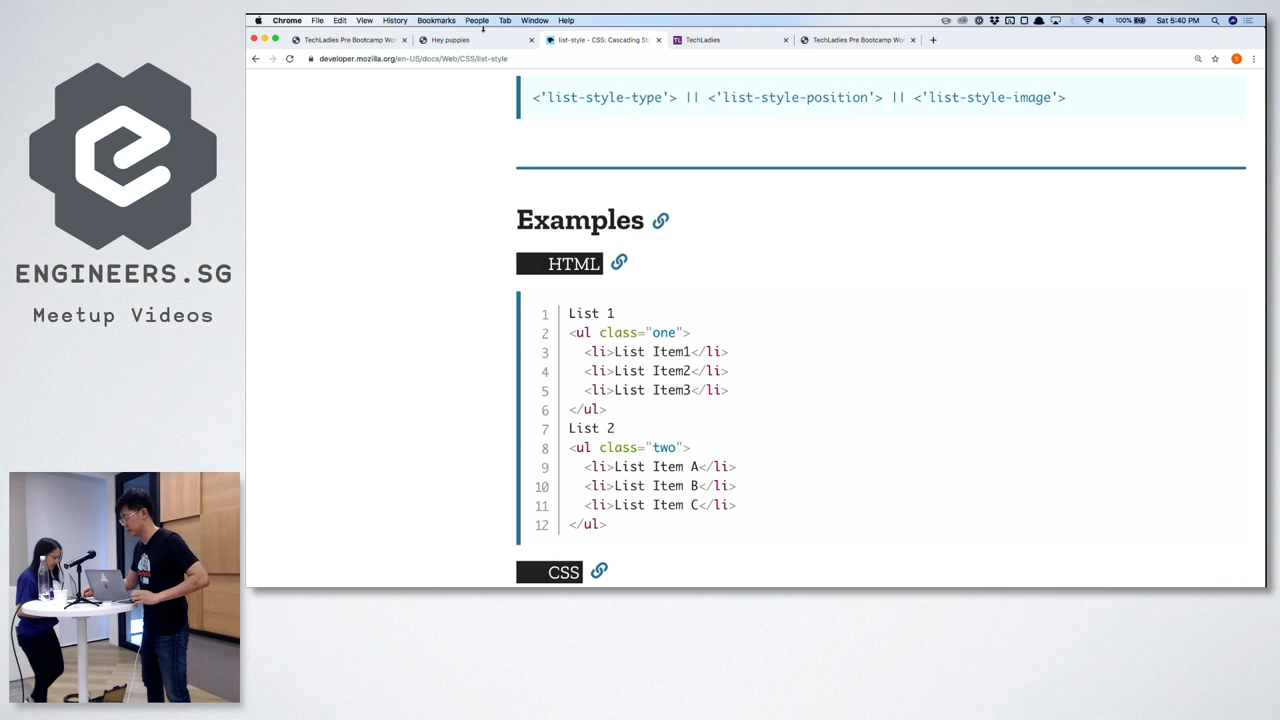 Chrome File Edit View History Bookmarks People Tab Window Help 100% Sat 5:40 PM
TechLadies Pre Bootcamp Wo Hey puppies list-style - CSS: Cascading St TechLadies TechLadies Pre Bootcamp Wo
developer.mozilla.org/en-US/docs/Web/CSS/list-style
<'list-style-type'> || <'list-style-position'> || <'list-style-image'>
Examples
HTML
1 List 1
2 <ul class="one">
3 <li>List Item1</li>
4 <li>List Item2</li>
5 <li>List Item3</li>
6 </ul>
7 List 2
8 <ul class="two">
9 <li>List Item A</li>
10 <li>List Item B</li>
11 <li>List Item C</li>
12 </ul>
CSS
ENGINEERS.SG
Meetup Videos